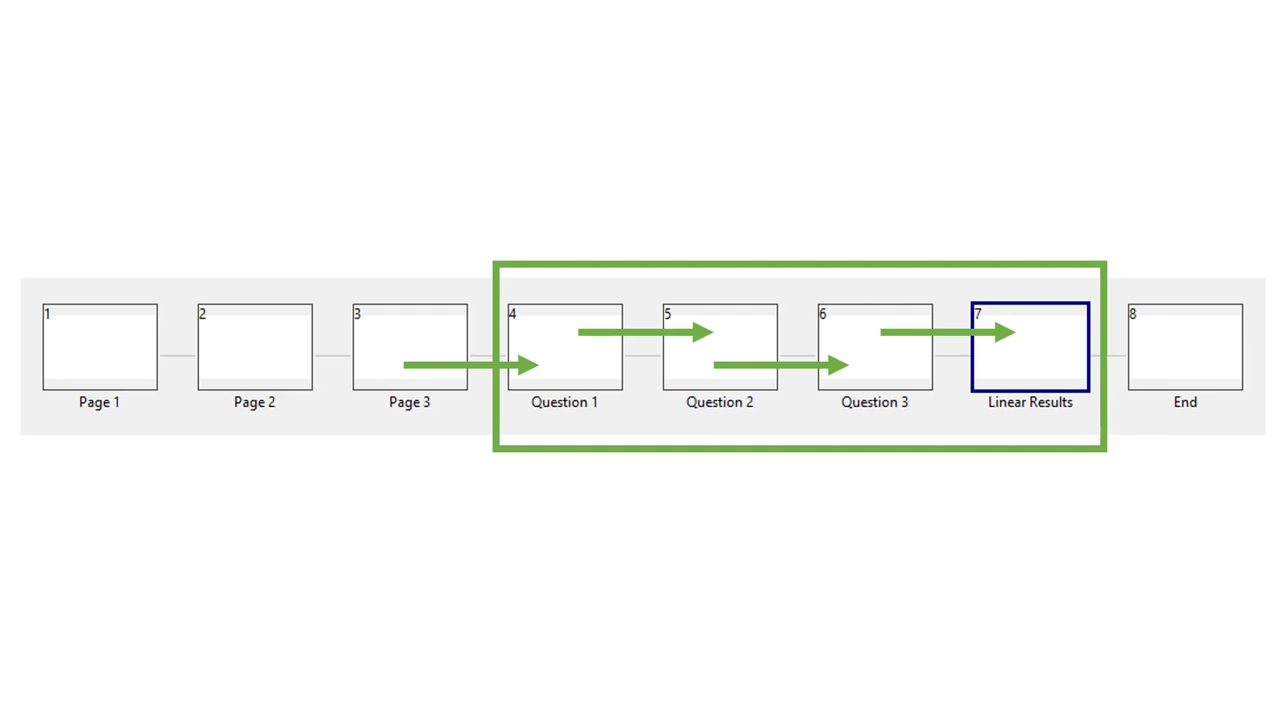 1
2
3
4
5
6
7
8
Page 1
Page 2
Page 3
Question 1
Question 2
Question 3
Linear Results
End